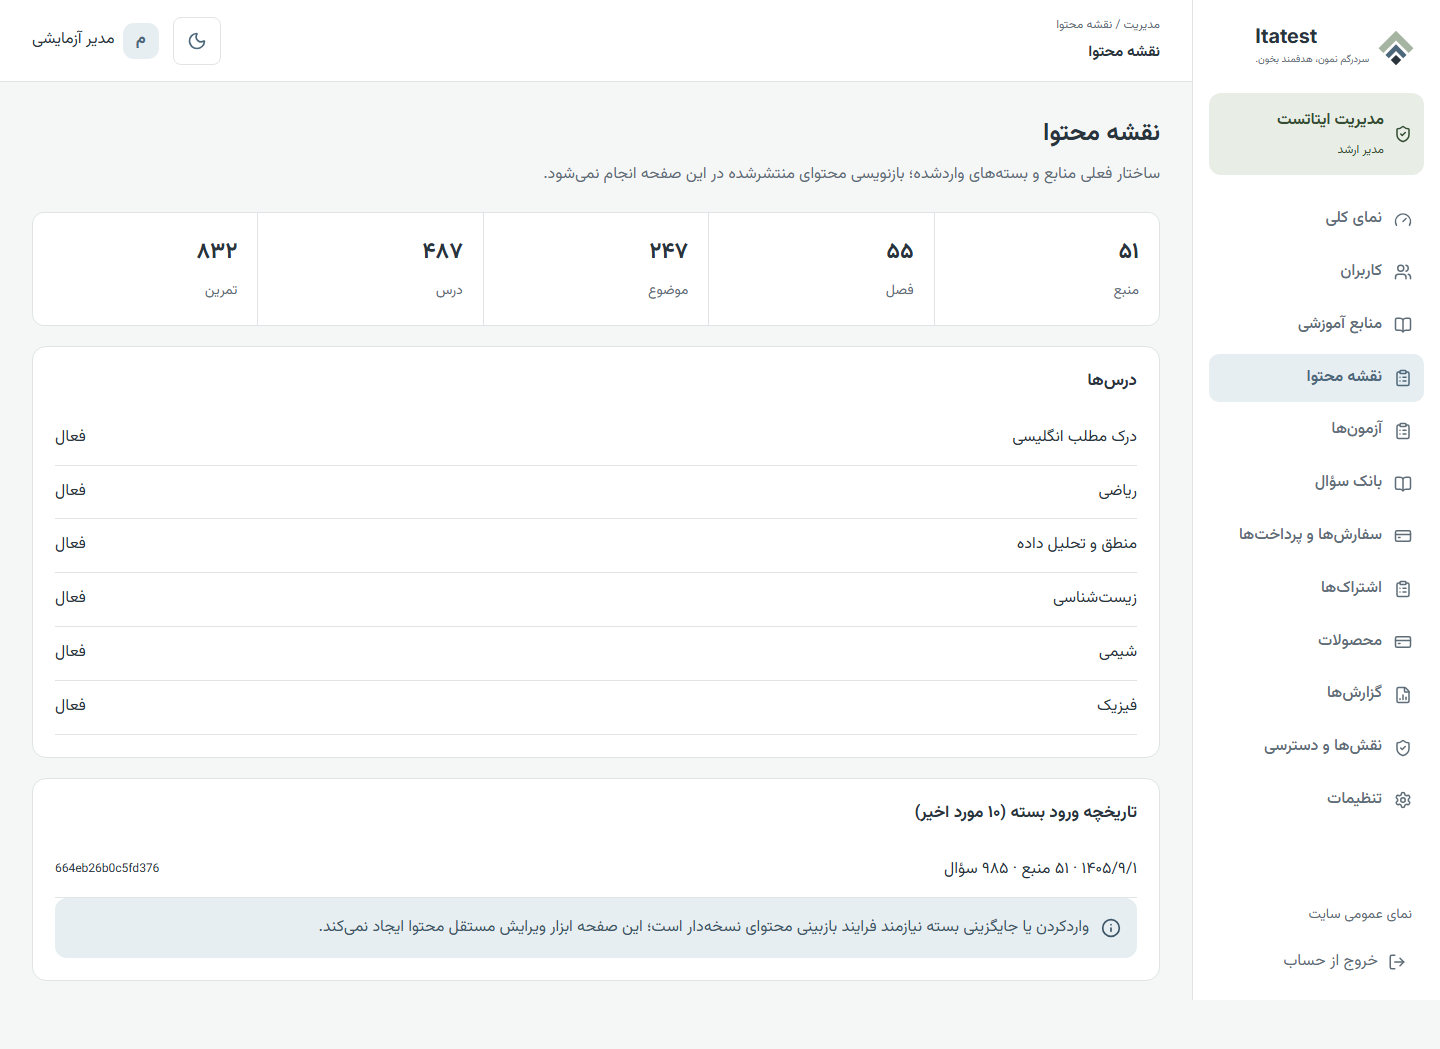 Itatest
سردرگم نمون، هدفمند بخون.
مدیریت ایتاتست
مدیر ارشد
نمای کلی
کاربران
منابع آموزشی
نقشه محتوا
آزمون‌ها
بانک سؤال
سفارش‌ها و پرداخت‌ها
اشتراک‌ها
محصولات
گزارش‌ها
نقش‌ها و دسترسی
تنظیمات
نمای عمومی سایت
خروج از حساب
مدیریت / نقشه محتوا
نقشه محتوا
م
مدیر آزمایشی
نقشه محتوا
ساختار فعلی منابع و بسته‌های واردشده؛ بازنویسی محتوای منتشرشده در این صفحه انجام نمی‌شود.
۵۱
منبع
۵۵
فصل
۲۴۷
موضوع
۴۸۷
درس
۸۳۲
تمرین
درس‌ها
درک مطلب انگلیسی
فعال
ریاضی
فعال
منطق و تحلیل داده
فعال
زیست‌شناسی
فعال
شیمی
فعال
فیزیک
فعال
تاریخچه ورود بسته (۱۰ مورد اخیر)
۱۴۰۵/۹/۱ · ۵۱ منبع · ۹۸۵ سؤال
664eb26b0c5fd376
واردکردن یا جایگزینی بسته نیازمند فرایند بازبینی محتوای نسخه‌دار است؛ این صفحه ابزار ویرایش مستقل محتوا ایجاد نمی‌کند.